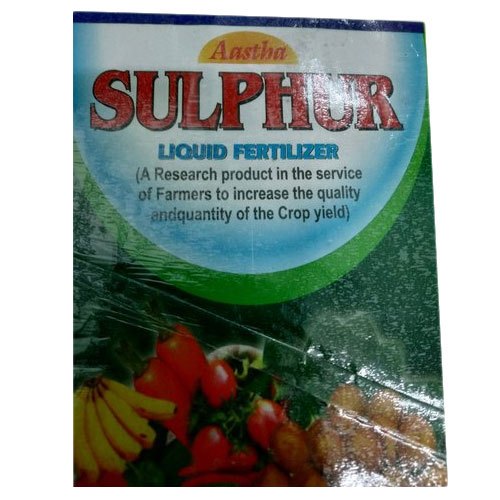 Aastha
SULPHUR
LIQUID FERTILIZER
(A Research product in the service
of Farmers to increase the quality
andquantity of the Crop yield)